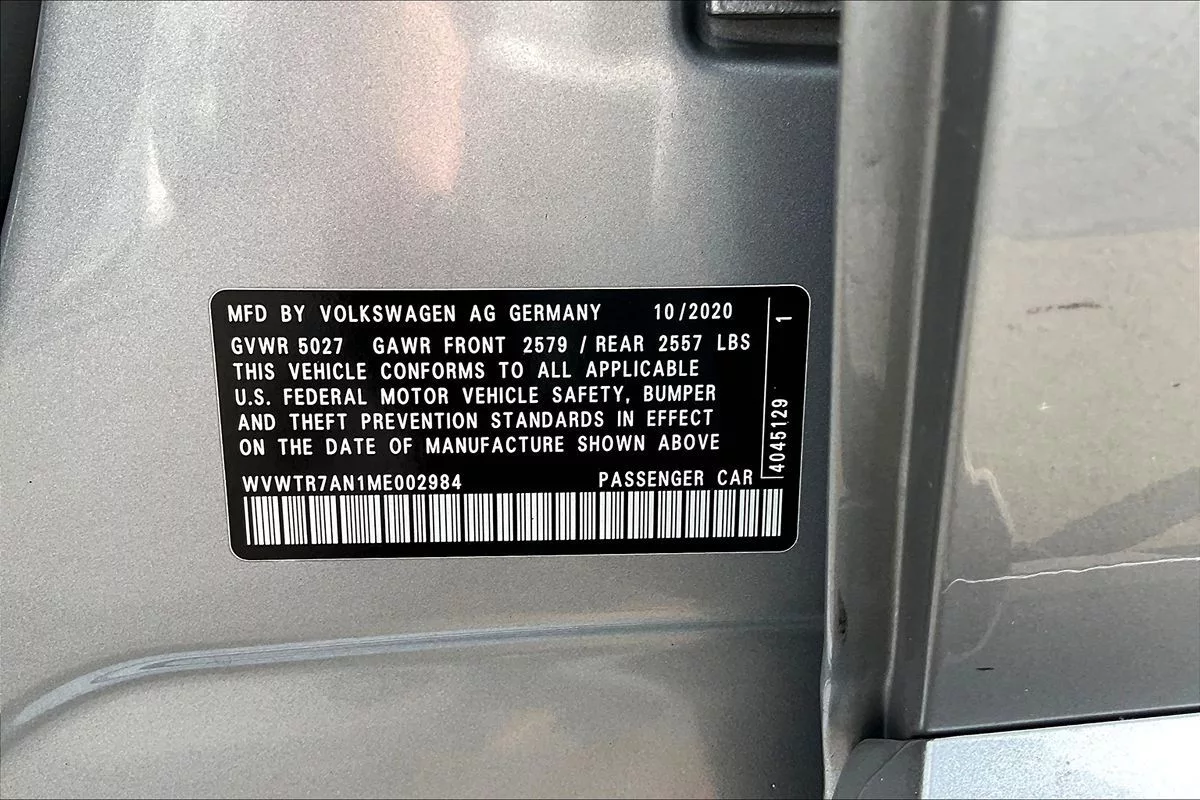 MFD BY VOLKSWAGEN AG GERMANY 10/2020
GVWR 5027 GAWR FRONT 2579 / REAR 2557 LBS
THIS VEHICLE CONFORMS TO ALL APPLICABLE
U.S. FEDERAL MOTOR VEHICLE SAFETY, BUMPER
AND THEFT PREVENTION STANDARDS IN EFFECT
ON THE DATE OF MANUFACTURE SHOWN ABOVE
WVWTR7AN1ME002984 PASSENGER CAR
4045129 1